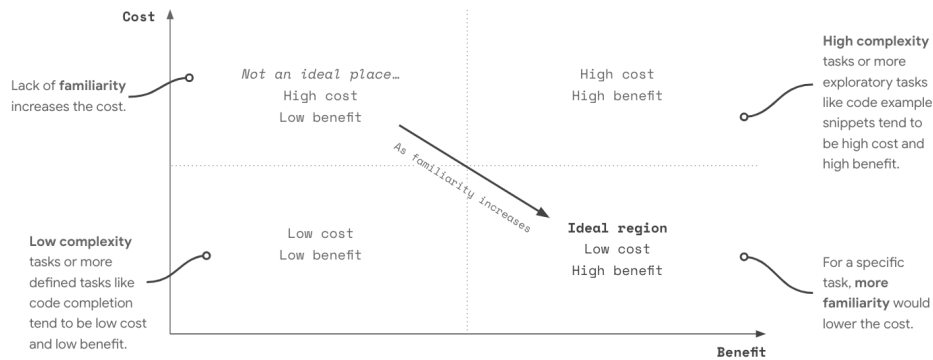 Cost
Lack of familiarity
increases the cost.
Not an ideal place…
High cost
Low benefit
High cost
High benefit
High complexity
tasks or more
exploratory tasks
like code example
snippets tend to
be high cost and
high benefit.
As familiarity increases
Low complexity
tasks or more
defined tasks like
code completion
tend to be low cost
and low benefit.
Low cost
Low benefit
Ideal region
Low cost
High benefit
For a specific
task, more
familiarity would
lower the cost.
Benefit